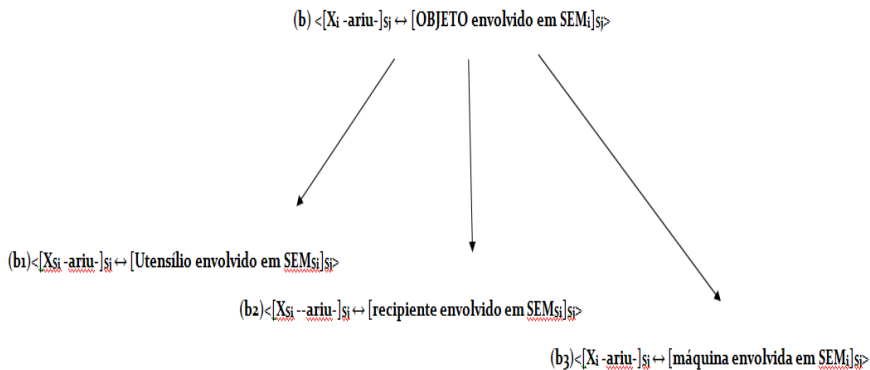 (b) <[Xi -ariu-]Sj ↔ [OBJETO envolvido em SEMi]Sj>
(b1)<[XSi -ariu-]Sj ↔ [Utensílio envolvido em SEMSi]Sj>
(b2)<[XSi --ariu-]Sj ↔ [recipiente envolvido em SEMSi]Sj>
(b3)<[Xi -ariu-]Sj ↔ [máquina envolvida em SEMi]Sj>